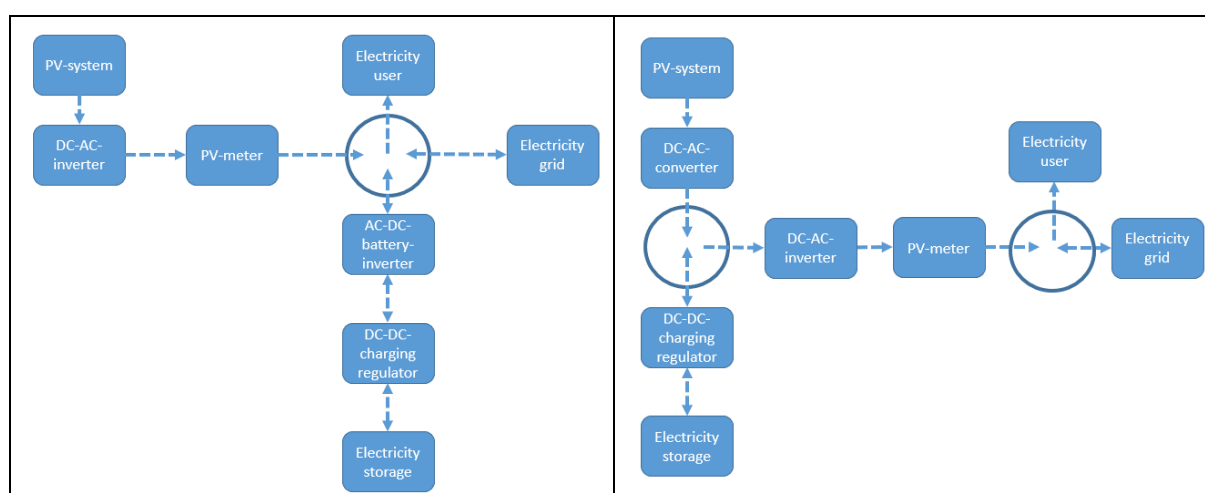 PV-system
Electricity
user
DC-AC-
inverter
PV-meter
Electricity
grid
AC-DC-
battery-
inverter
DC-DC-
charging
regulator
Electricity
storage
PV-system
DC-AC-
converter
Electricity
user
DC-AC-
inverter
PV-meter
Electricity
grid
DC-DC-
charging
regulator
Electricity
storage